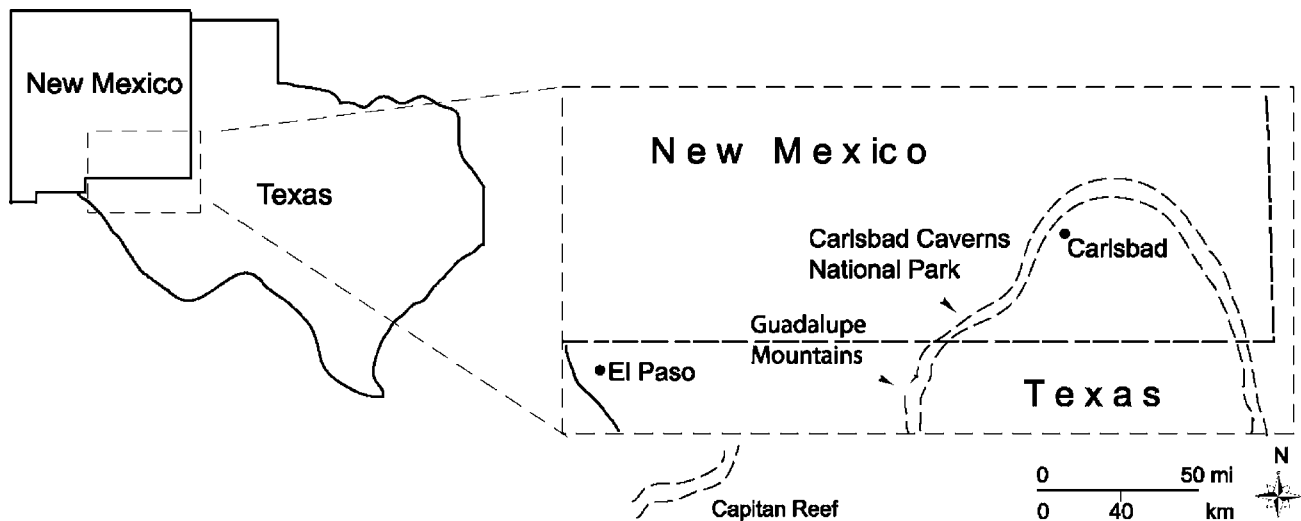 New Mexico
Texas
New Mexico
Carlsbad Caverns
National Park
Carlsbad
Guadalupe
Mountains
El Paso
Texas
Capitan Reef
N
0 50 mi
0 40 km